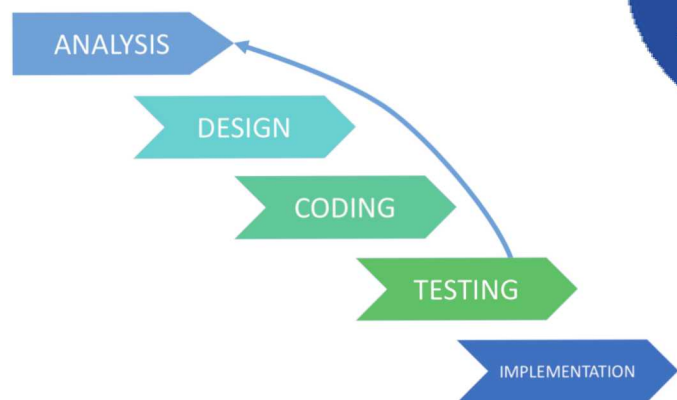 ANALYSIS
DESIGN
CODING
TESTING
IMPLEMENTATION